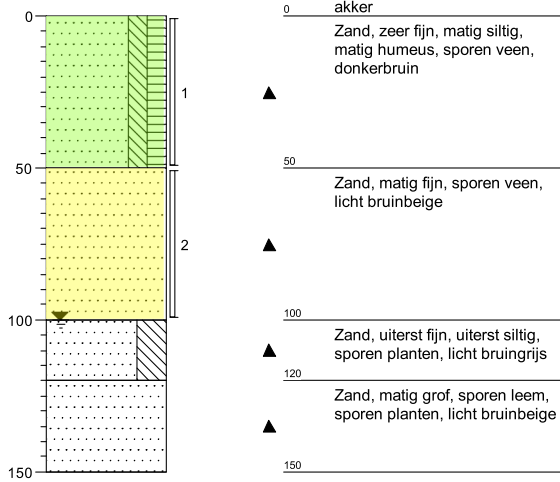 0
50
100
150
1
2
0
akker
Zand, zeer fijn, matig siltig,
matig humeus, sporen veen,
donkerbruin
50
Zand, matig fijn, sporen veen,
licht bruinbeige
100
Zand, uiterst fijn, uiterst siltig,
sporen planten, licht bruingrijs
120
Zand, matig grof, sporen leem,
sporen planten, licht bruinbeige
150